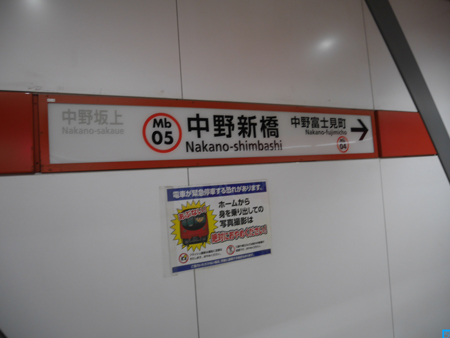 中野坂上
Nakano-sakaue
Mb
05
中野新橋
Nakano-shimbashi
中野富士見町
Nakano-fujimicho
04
電車が緊急停車する恐れがあります。
ホームから
身を乗り出しての
写真撮影は